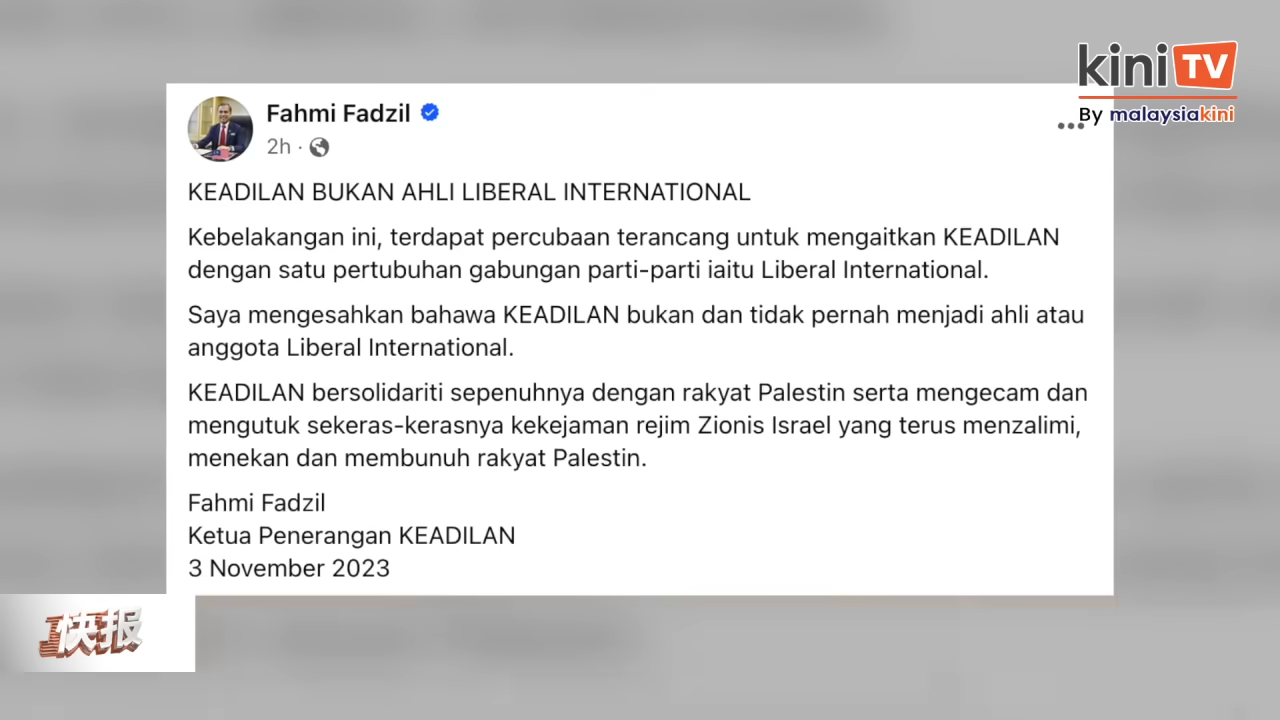 kini TV
By malaysiakini
Fahmi Fadzil
2h ·
KEADILAN BUKAN AHLI LIBERAL INTERNATIONAL
Kebelakangan ini, terdapat percubaan terancang untuk mengaitkan KEADILAN
dengan satu pertubuhan gabungan parti-parti iaitu Liberal International.
Saya mengesahkan bahawa KEADILAN bukan dan tidak pernah menjadi ahli atau
anggota Liberal International.
KEADILAN bersolidariti sepenuhnya dengan rakyat Palestin serta mengecam dan
mengutuk sekeras-kerasnya kekejaman rejim Zionis Israel yang terus menzalimi,
menekan dan membunuh rakyat Palestin.
Fahmi Fadzil
Ketua Penerangan KEADILAN
3 November 2023
快报